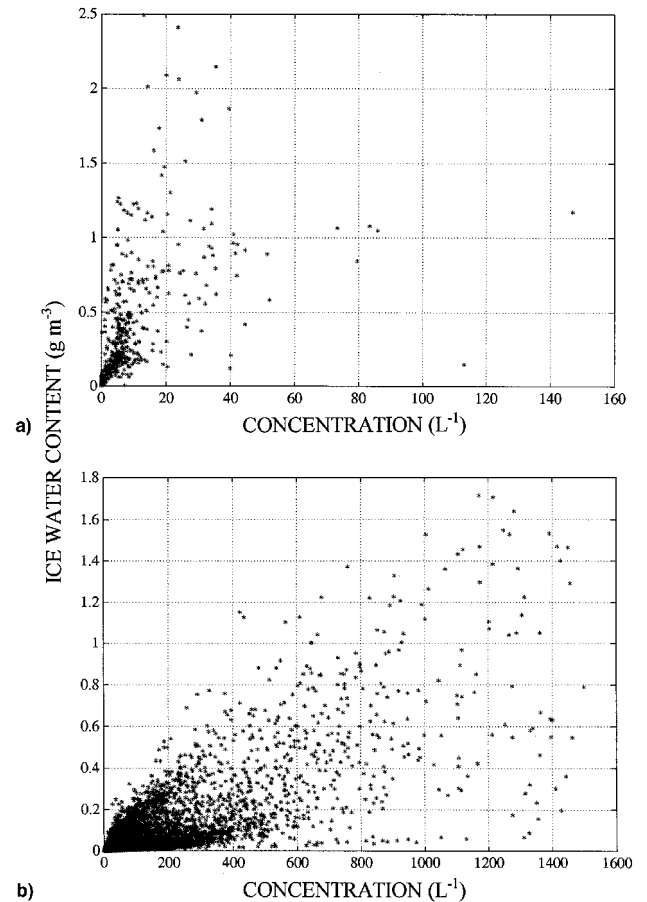 2.5
2
1.5
1
0.5
0
0 20 40 60 80 100 120 140 160
a)
CONCENTRATION (L⁻¹)
ICE WATER CONTENT (g m⁻³)
1.8
1.6
1.4
1.2
1
0.8
0.6
0.4
0.2
0
0 200 400 600 800 1000 1200 1400 1600
b)
CONCENTRATION (L⁻¹)